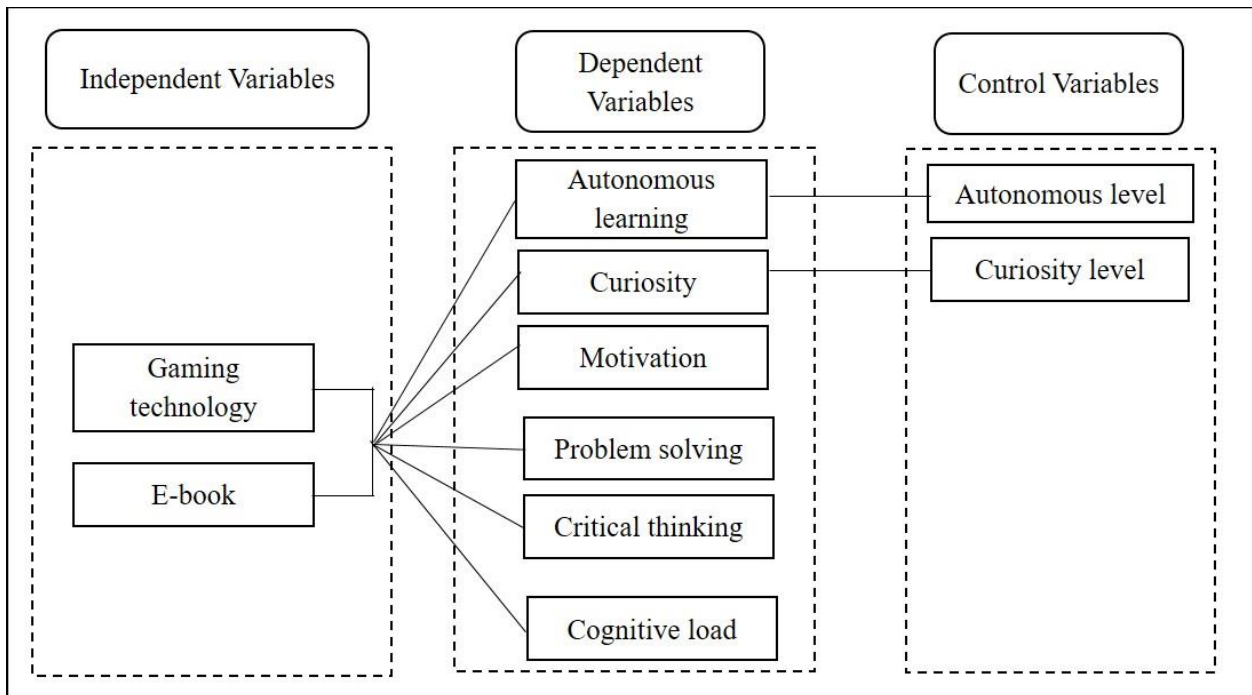 Independent Variables
Dependent
Variables
Control Variables
Gaming
technology
E-book
Autonomous
learning
Curiosity
Motivation
Problem solving
Critical thinking
Cognitive load
Autonomous level
Curiosity level